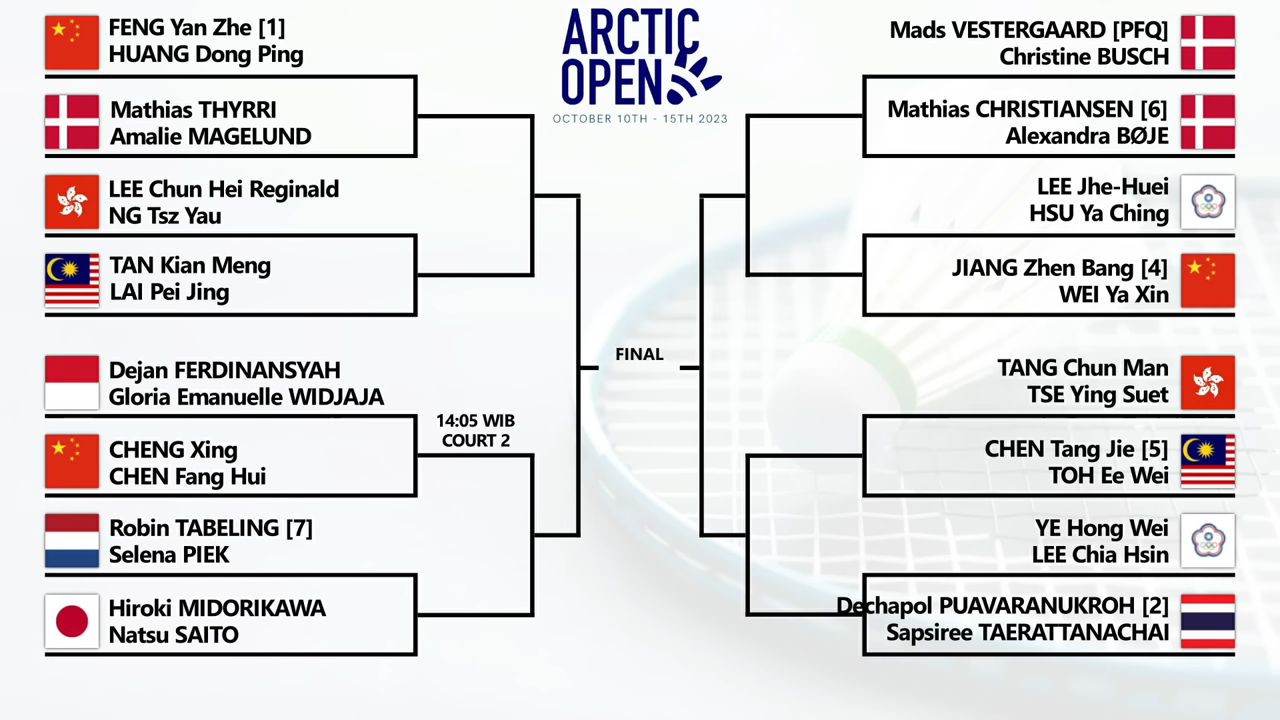 ARCTIC
OPEN
OCTOBER 10TH - 15TH 2023
FENG Yan Zhe [1]
HUANG Dong Ping
Mathias THYRRI
Amalie MAGELUND
LEE Chun Hei Reginald
NG Tsz Yau
TAN Kian Meng
LAI Pei Jing
Dejan FERDINANSYAH
Gloria Emanuelle WIDJAJA
CHENG Xing
CHEN Fang Hui
Robin TABELING [7]
Selena PIEK
Hiroki MIDORIKAWA
Natsu SAITO
14:05 WIB
COURT 2
FINAL
Mads VESTERGAARD [PFQ]
Christine BUSCH
Mathias CHRISTIANSEN [6]
Alexandra BØJE
LEE Jhe-Huei
HSU Ya Ching
JIANG Zhen Bang [4]
WEI Ya Xin
TANG Chun Man
TSE Ying Suet
CHEN Tang Jie [5]
TOH Ee Wei
YE Hong Wei
LEE Chia Hsin
Dechapol PUAVARANUKROH [2]
Sapsiree TAERATTANACHAI